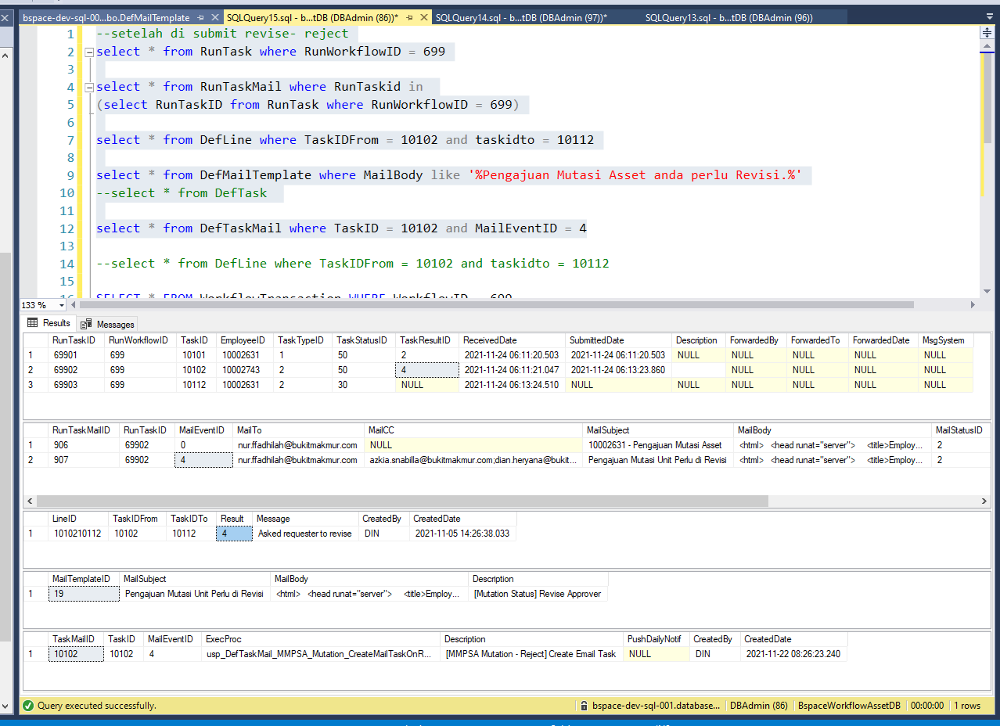 bspace-dev-sql-00...bo.DefMailTemplate SQLQuery15.sql - b...tDB (DBAdmin (86))* SQLQuery14.sql - b...tDB (DBAdmin (97))* SQLQuery13.sql - b...tDB (DBAdmin (96))
1 --setelah di submit revise- reject
2 select * from RunTask where RunWorkflowID = 699
3
4 select * from RunTaskMail where RunTaskid in
5 (select RunTaskID from RunTask where RunWorkflowID = 699)
6
7 select * from DefLine where TaskIDFrom = 10102 and taskidto = 10112
8
9 select * from DefMailTemplate where MailBody like '%Pengajuan Mutasi Asset anda perlu Revisi.%'
10 --select * from DefTask
11
12 select * from DefTaskMail where TaskID = 10102 and MailEventID = 4
13
14 --select * from DefLine where TaskIDFrom = 10102 and taskidto = 10112
15
16 SELECT * FROM WorkflowTransaction WHERE WorkflowID = 699
133 %
Results Messages
RunTaskID RunWorkflowID TaskID EmployeeID TaskTypeID TaskStatusID TaskResultID ReceivedDate SubmittedDate Description ForwardedBy ForwardedTo ForwardedDate MsgSystem
1 69901 699 10101 10002631 1 50 2 2021-11-24 06:11:20.503 2021-11-24 06:11:20.503 NULL NULL NULL NULL NULL
2 69902 699 10102 10002743 2 50 4 2021-11-24 06:11:21.047 2021-11-24 06:13:23.860 NULL NULL NULL NULL
3 69903 699 10112 10002631 2 30 NULL 2021-11-24 06:13:24.510 NULL NULL NULL NULL NULL NULL
RunTaskMailID RunTaskID MailEventID MailTo MailCC MailSubject MailBody MailStatusID
1 906 69902 0 nur.ffadhilah@bukitmakmur.com NULL 10002631 - Pengajuan Mutasi Asset <html> <head runat="server"> <title>Employ... 2
2 907 69902 4 nur.ffadhilah@bukitmakmur.com azkia.snabilla@bukitmakmur.com;dian.heryana@bukit... Pengajuan Mutasi Unit Perlu di Revisi <html> <head runat="server"> <title>Employ... 2
LineID TaskIDFrom TaskIDTo Result Message CreatedBy CreatedDate
1 1010210112 10102 10112 4 Asked requester to revise DIN 2021-11-05 14:26:38.033
MailTemplateID MailSubject MailBody Description
1 19 Pengajuan Mutasi Unit Perlu di Revisi <html> <head runat="server"> <title>Employ... [Mutation Status] Revise Approver
TaskMailID TaskID MailEventID ExecProc Description PushDailyNotif CreatedBy CreatedDate
1 10102 10102 4 usp_DefTaskMail_MMPSA_Mutation_CreateMailTaskOnR... [MMPSA Mutation - Reject] Create Email Task NULL DIN 2021-11-22 08:26:23.240
Query executed successfully. bspace-dev-sql-001.database... DBAdmin (86) BspaceWorkflowAssetDB 00:00:00 1 rows